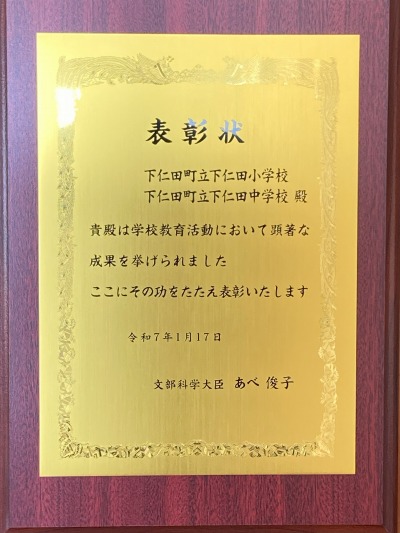 表彰状
下仁田町立下仁田小学校
下仁田町立下仁田中学校 殿
貴殿は学校教育活動において顕著な
成果を挙げられました
ここにその功をたたえ表彰いたします
令和7年1月17日
文部科学大臣 あべ 俊子